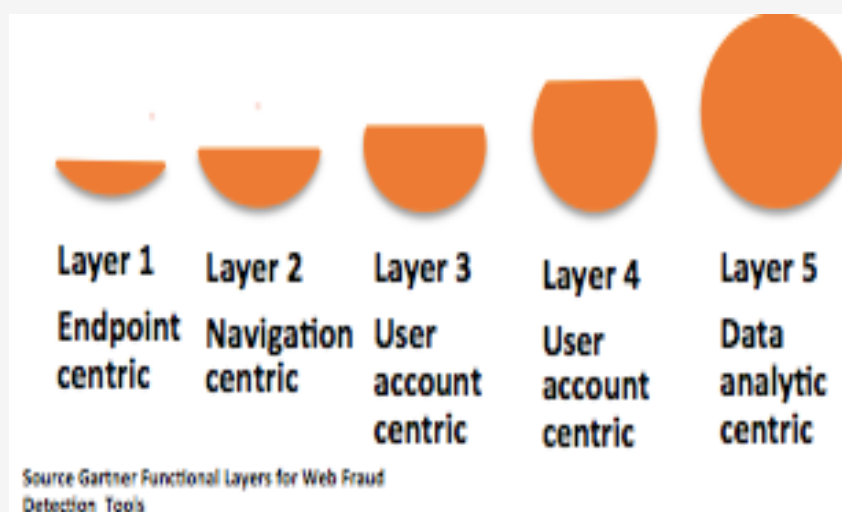 Layer 1
Endpoint
centric
Layer 2
Navigation
centric
Layer 3
User
account
centric
Layer 4
User
account
centric
Layer 5
Data
analytic
centric
Source Gartner Functional Layers for Web Fraud
Detection Tools